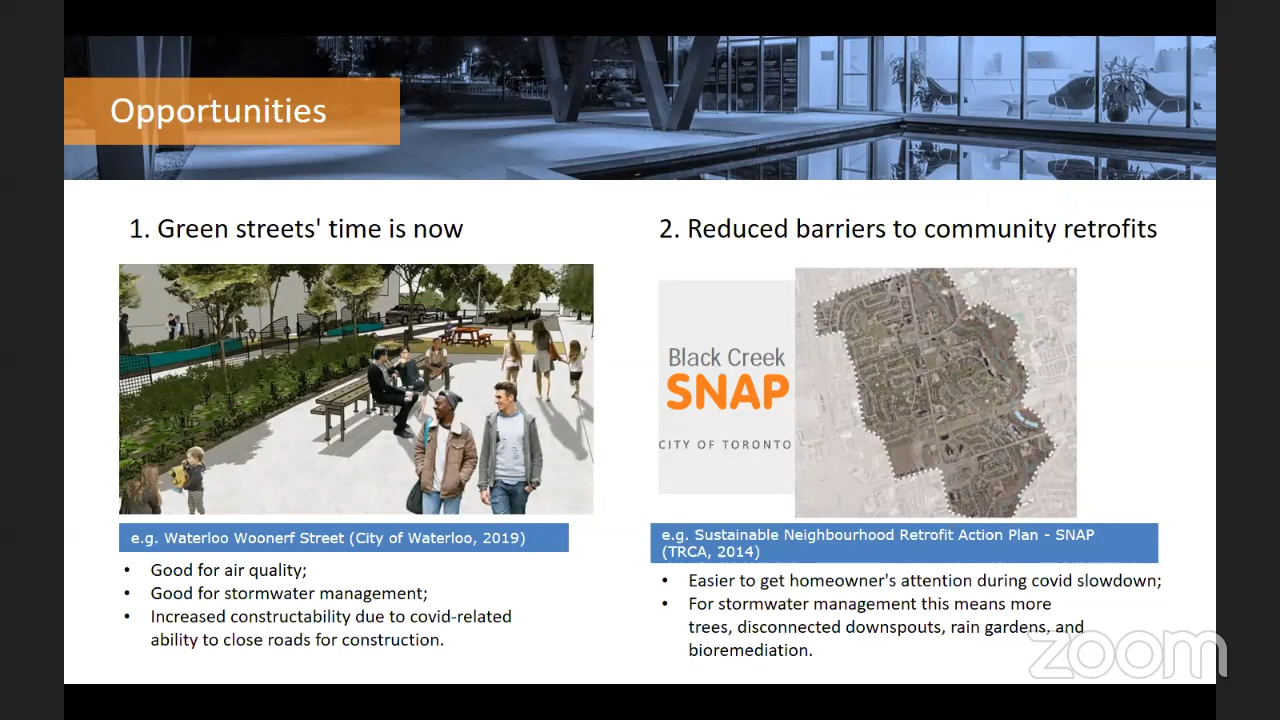 Opportunities
1. Green streets' time is now
e.g. Waterloo Woonerf Street (City of Waterloo, 2019)
• Good for air quality;
• Good for stormwater management;
• Increased constructability due to covid-related
ability to close roads for construction.
2. Reduced barriers to community retrofits
Black Creek
SNAP
CITY OF TORONTO
e.g. Sustainable Neighbourhood Retrofit Action Plan - SNAP
(TRCA, 2014)
• Easier to get homeowner's attention during covid slowdown;
• For stormwater management this means more
trees, disconnected downspouts, rain gardens, and
bioremediation.
zoom